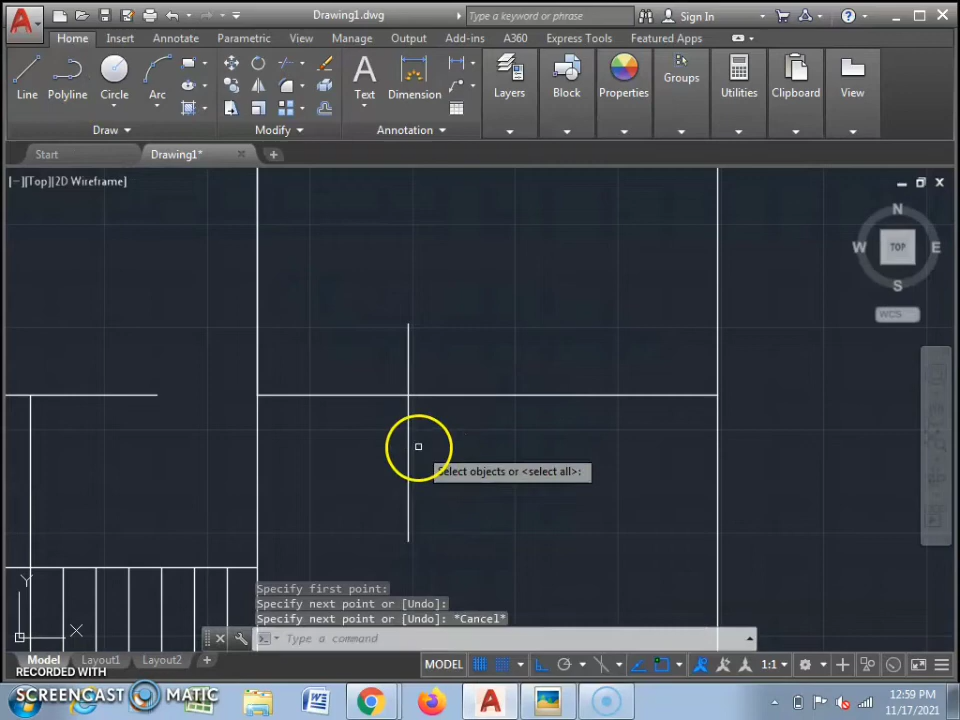 Drawing1.dwg
Type a keyword or phrase
Sign In
Home Insert Annotate Parametric View Manage Output Add-ins A360 Express Tools Featured Apps
Line Polyline Circle Arc Text Dimension Layers Block Properties Groups Utilities Clipboard View
Draw Modify Annotation
Start Drawing1*
[−][Top][2D Wireframe]
N
W TOP E
S
WCS
Select objects or <select all>:
Y
X
Specify first point:
Specify next point or [Undo]:
Specify next point or [Undo]: *Cancel*
Type a command
Model Layout1 Layout2
MODEL 1:1
RECORDED WITH
SCREENCAST MATIC
12:59 PM
11/17/2021